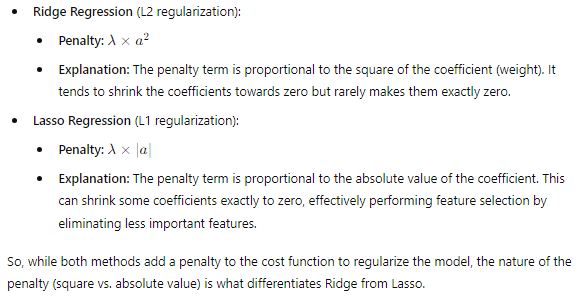 • Ridge Regression (L2 regularization):
• Penalty: λ × a²
• Explanation: The penalty term is proportional to the square of the coefficient (weight). It
tends to shrink the coefficients towards zero but rarely makes them exactly zero.
• Lasso Regression (L1 regularization):
• Penalty: λ × |a|
• Explanation: The penalty term is proportional to the absolute value of the coefficient. This
can shrink some coefficients exactly to zero, effectively performing feature selection by
eliminating less important features.
So, while both methods add a penalty to the cost function to regularize the model, the nature of the
penalty (square vs. absolute value) is what differentiates Ridge from Lasso.